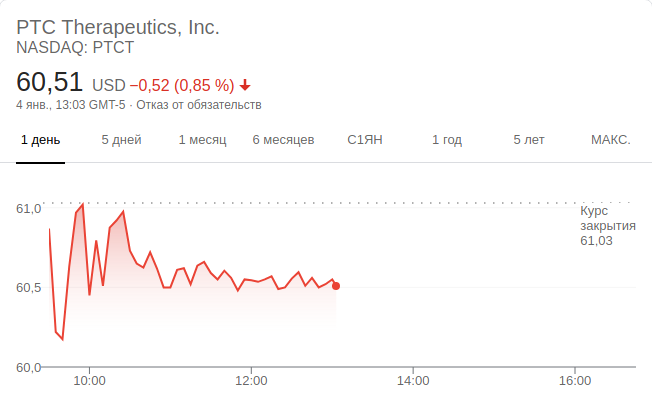 PTC Therapeutics, Inc.
NASDAQ: PTCT
60,51 USD −0,52 (0,85 %)
4 янв., 13:03 GMT-5 · Отказ от обязательств
1 день 5 дней 1 месяц 6 месяцев С1ЯН 1 год 5 лет МАКС.
61,0
Курс
закрытия
61,03
60,5
60,0
10:00 12:00 14:00 16:00